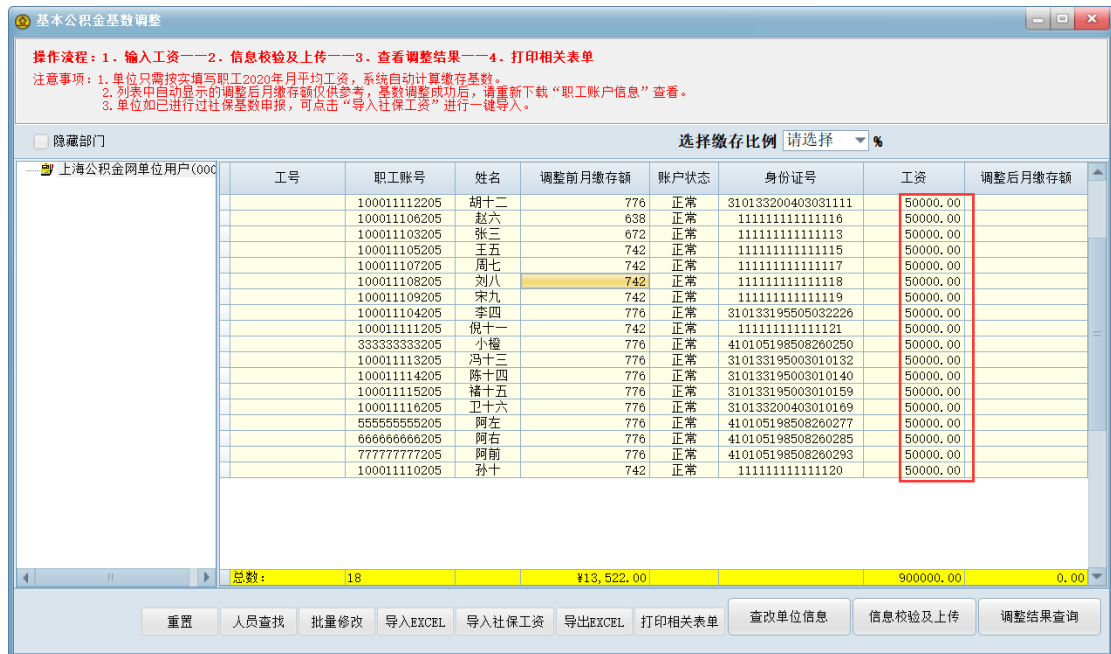 基本公积金基数调整
操作流程：1．输入工资——2．信息校验及上传——3．查看调整结果——4．打印相关表单
注意事项：1.单位只需按实填写职工2020年月平均工资，系统自动计算缴存基数。
2.列表中自动显示的调整后月缴存额仅供参考，基数调整成功后，请重新下载“职工账户信息”查看。
3.单位如已进行过社保基数申报，可点击“导入社保工资”进行一键导入。
隐藏部门 选择缴存比例 请选择 %
上海公积金网单位用户(000
工号 职工账号 姓名 调整前月缴存额 账户状态 身份证号 工资 调整后月缴存额
100011112205 胡十二 776 正常 310133200403031111 50000.00
100011106205 赵六 638 正常 111111111111116 50000.00
100011103205 张三 672 正常 111111111111113 50000.00
100011105205 王五 742 正常 111111111111115 50000.00
100011107205 周七 742 正常 111111111111117 50000.00
100011108205 刘八 742 正常 111111111111118 50000.00
100011109205 宋九 742 正常 111111111111119 50000.00
100011104205 李四 776 正常 310133195505032226 50000.00
100011111205 倪十一 742 正常 111111111111121 50000.00
333333333205 小橙 776 正常 410105198508260250 50000.00
100011113205 冯十三 776 正常 310133195003010132 50000.00
100011114205 陈十四 776 正常 310133195003010140 50000.00
100011115205 褚十五 776 正常 310133195003010159 50000.00
100011116205 卫十六 776 正常 310133200403010169 50000.00
555555555205 阿左 776 正常 410105198508260277 50000.00
666666666205 阿右 776 正常 410105198508260285 50000.00
777777777205 阿前 776 正常 410105198508260293 50000.00
100011110205 孙十 742 正常 111111111111120 50000.00
总数： 18 ¥13,522.00 900000.00 0.00
重置 人员查找 批量修改 导入EXCEL 导入社保工资 导出EXCEL 打印相关表单 查改单位信息 信息校验及上传 调整结果查询